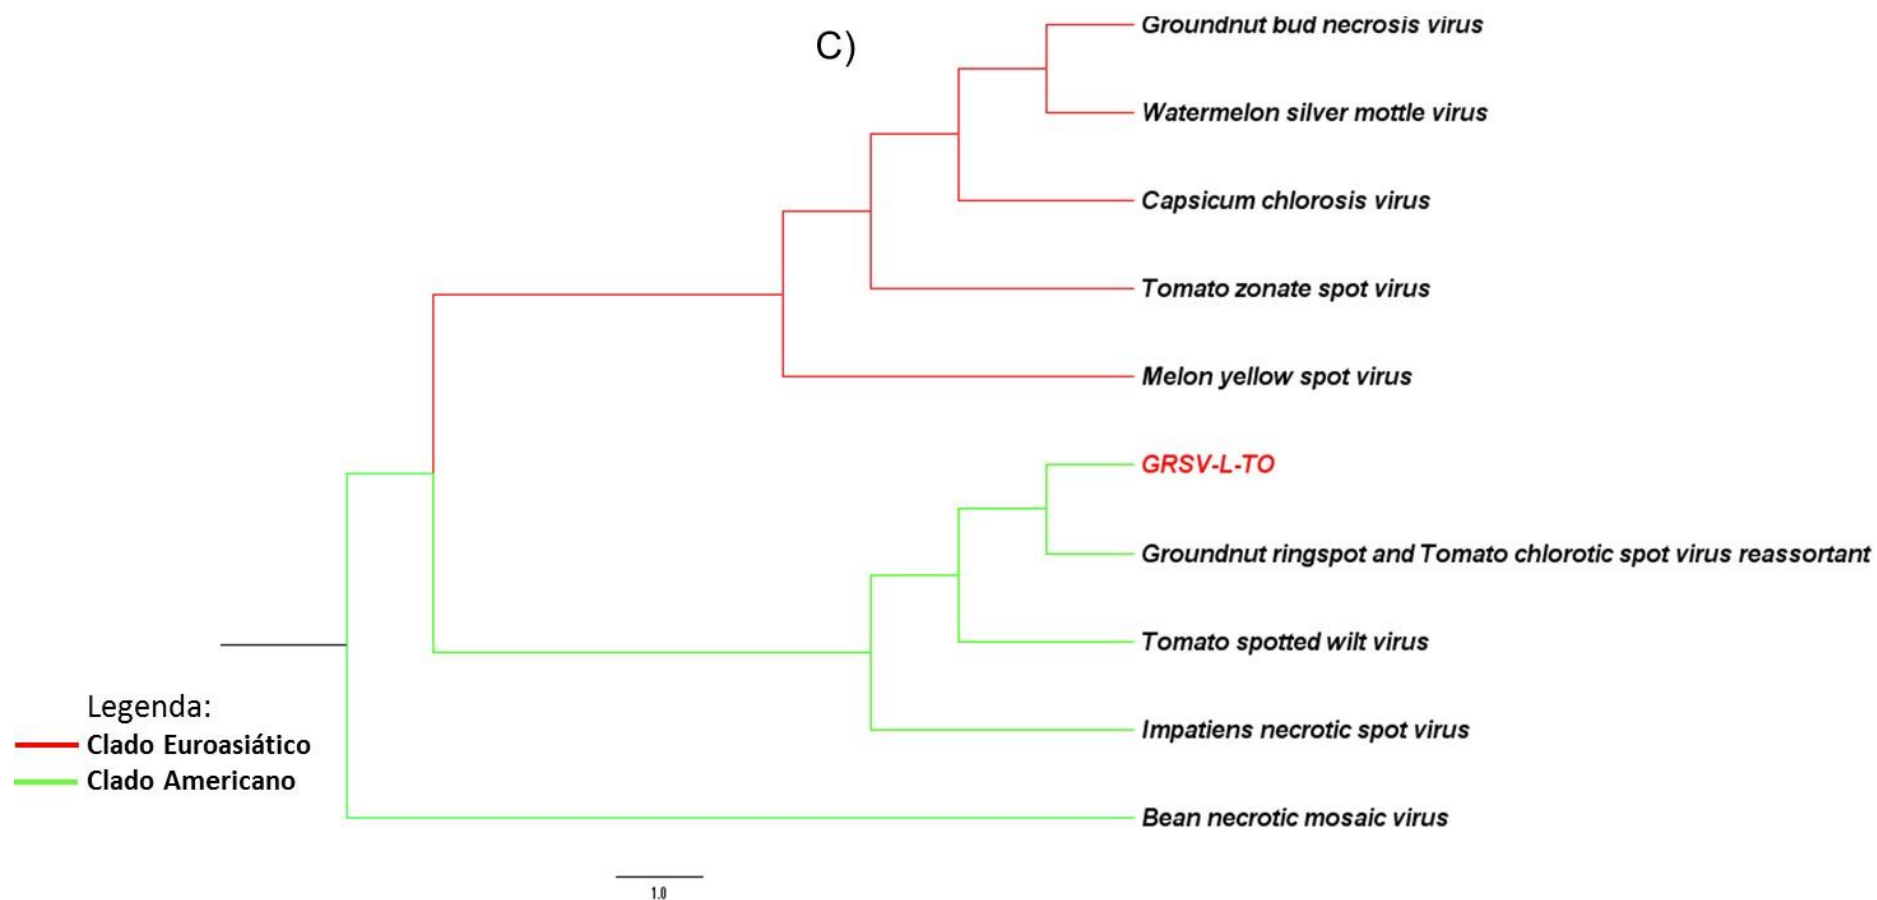 C)
Groundnut bud necrosis virus
Watermelon silver mottle virus
Capsicum chlorosis virus
Tomato zonate spot virus
Melon yellow spot virus
GRSV-L-TO
Groundnut ringspot and Tomato chlorotic spot virus reassortant
Tomato spotted wilt virus
Impatiens necrotic spot virus
Bean necrotic mosaic virus
Legenda:
Clado Euroasiático
Clado Americano
1.0